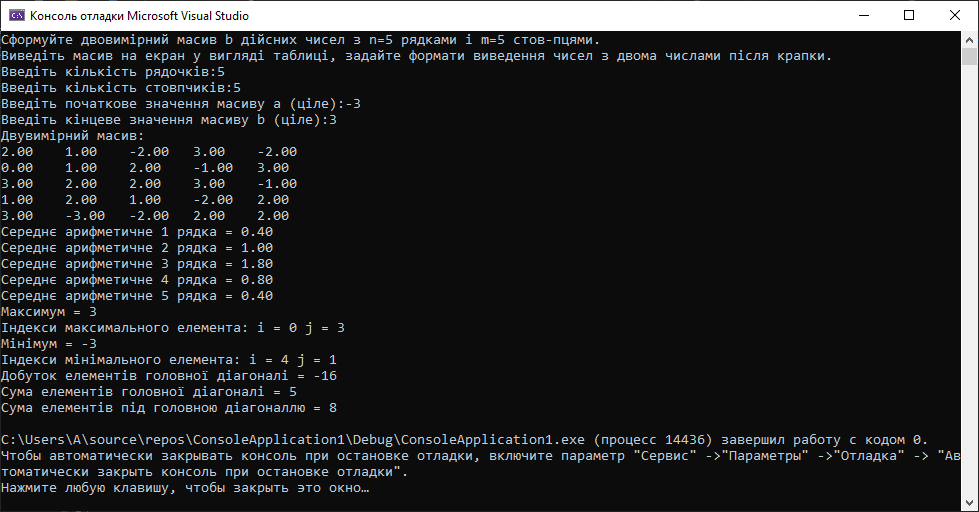 Консоль отладки Microsoft Visual Studio
Сформуйте двовимірний масив b дійсних чисел з n=5 рядками і m=5 стов-пцями.
Виведіть масив на екран у вигляді таблиці, задайте формати виведення чисел з двома числами після крапки.
Введіть кількість рядочків:5
Введіть кількість стовпчиків:5
Введіть початкове значення масиву a (ціле):-3
Введіть кінцеве значення масиву b (ціле):3
Двувимірний масив:
2.00 1.00 -2.00 3.00 -2.00
0.00 1.00 2.00 -1.00 3.00
3.00 2.00 2.00 3.00 -1.00
1.00 2.00 1.00 -2.00 2.00
3.00 -3.00 -2.00 2.00 2.00
Середнє арифметичне 1 рядка = 0.40
Середнє арифметичне 2 рядка = 1.00
Середнє арифметичне 3 рядка = 1.80
Середнє арифметичне 4 рядка = 0.80
Середнє арифметичне 5 рядка = 0.40
Максимум = 3
Індекси максимального елемента: i = 0 j = 3
Мінімум = -3
Індекси мінімального елемента: i = 4 j = 1
Добуток елементів головної діагоналі = -16
Сума елементів головної діагоналі = 5
Сума елементів під головною діагоналлю = 8
C:\Users\A\source\repos\ConsoleApplication1\Debug\ConsoleApplication1.exe (процесс 14436) завершил работу с кодом 0.
Чтобы автоматически закрывать консоль при остановке отладки, включите параметр "Сервис" ->"Параметры" ->"Отладка" -> "Ав
томатически закрыть консоль при остановке отладки".
Нажмите любую клавишу, чтобы закрыть это окно…